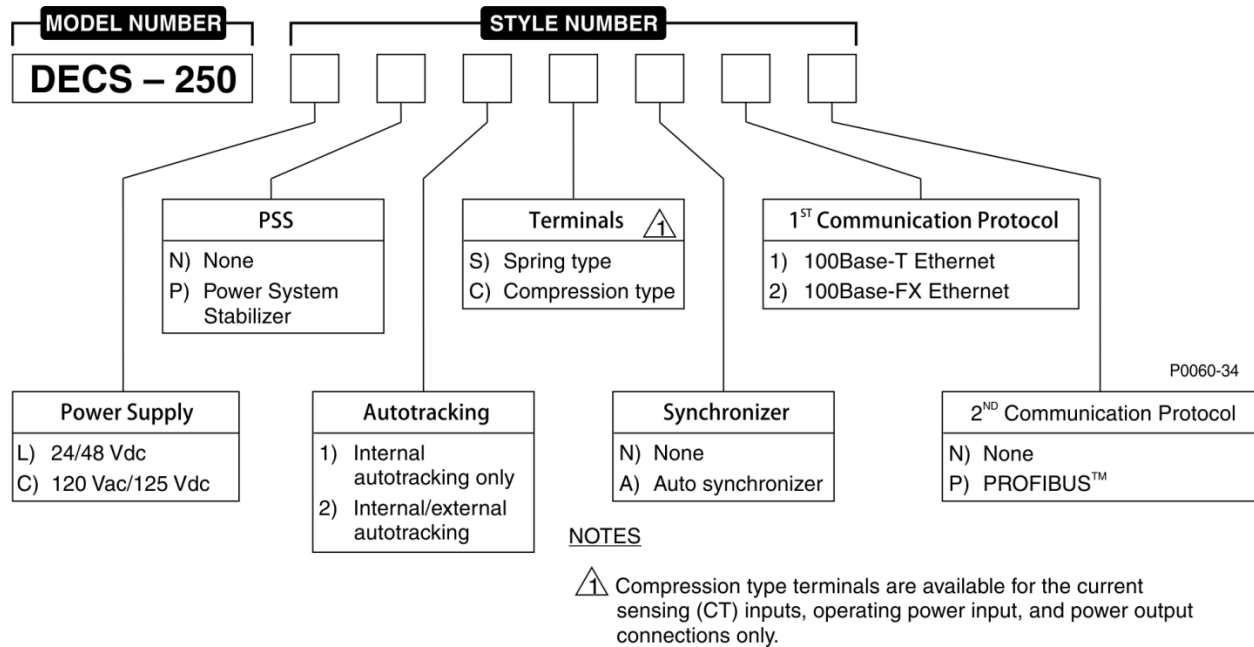 MODEL NUMBER
STYLE NUMBER
DECS – 250
PSS
N) None
P) Power System
Stabilizer
Terminals 1
S) Spring type
C) Compression type
1ST Communication Protocol
1) 100Base-T Ethernet
2) 100Base-FX Ethernet
P0060-34
Power Supply
L) 24/48 Vdc
C) 120 Vac/125 Vdc
Autotracking
1) Internal
autotracking only
2) Internal/external
autotracking
Synchronizer
N) None
A) Auto synchronizer
2ND Communication Protocol
N) None
P) PROFIBUS™
NOTES
1 Compression type terminals are available for the current
sensing (CT) inputs, operating power input, and power output
connections only.